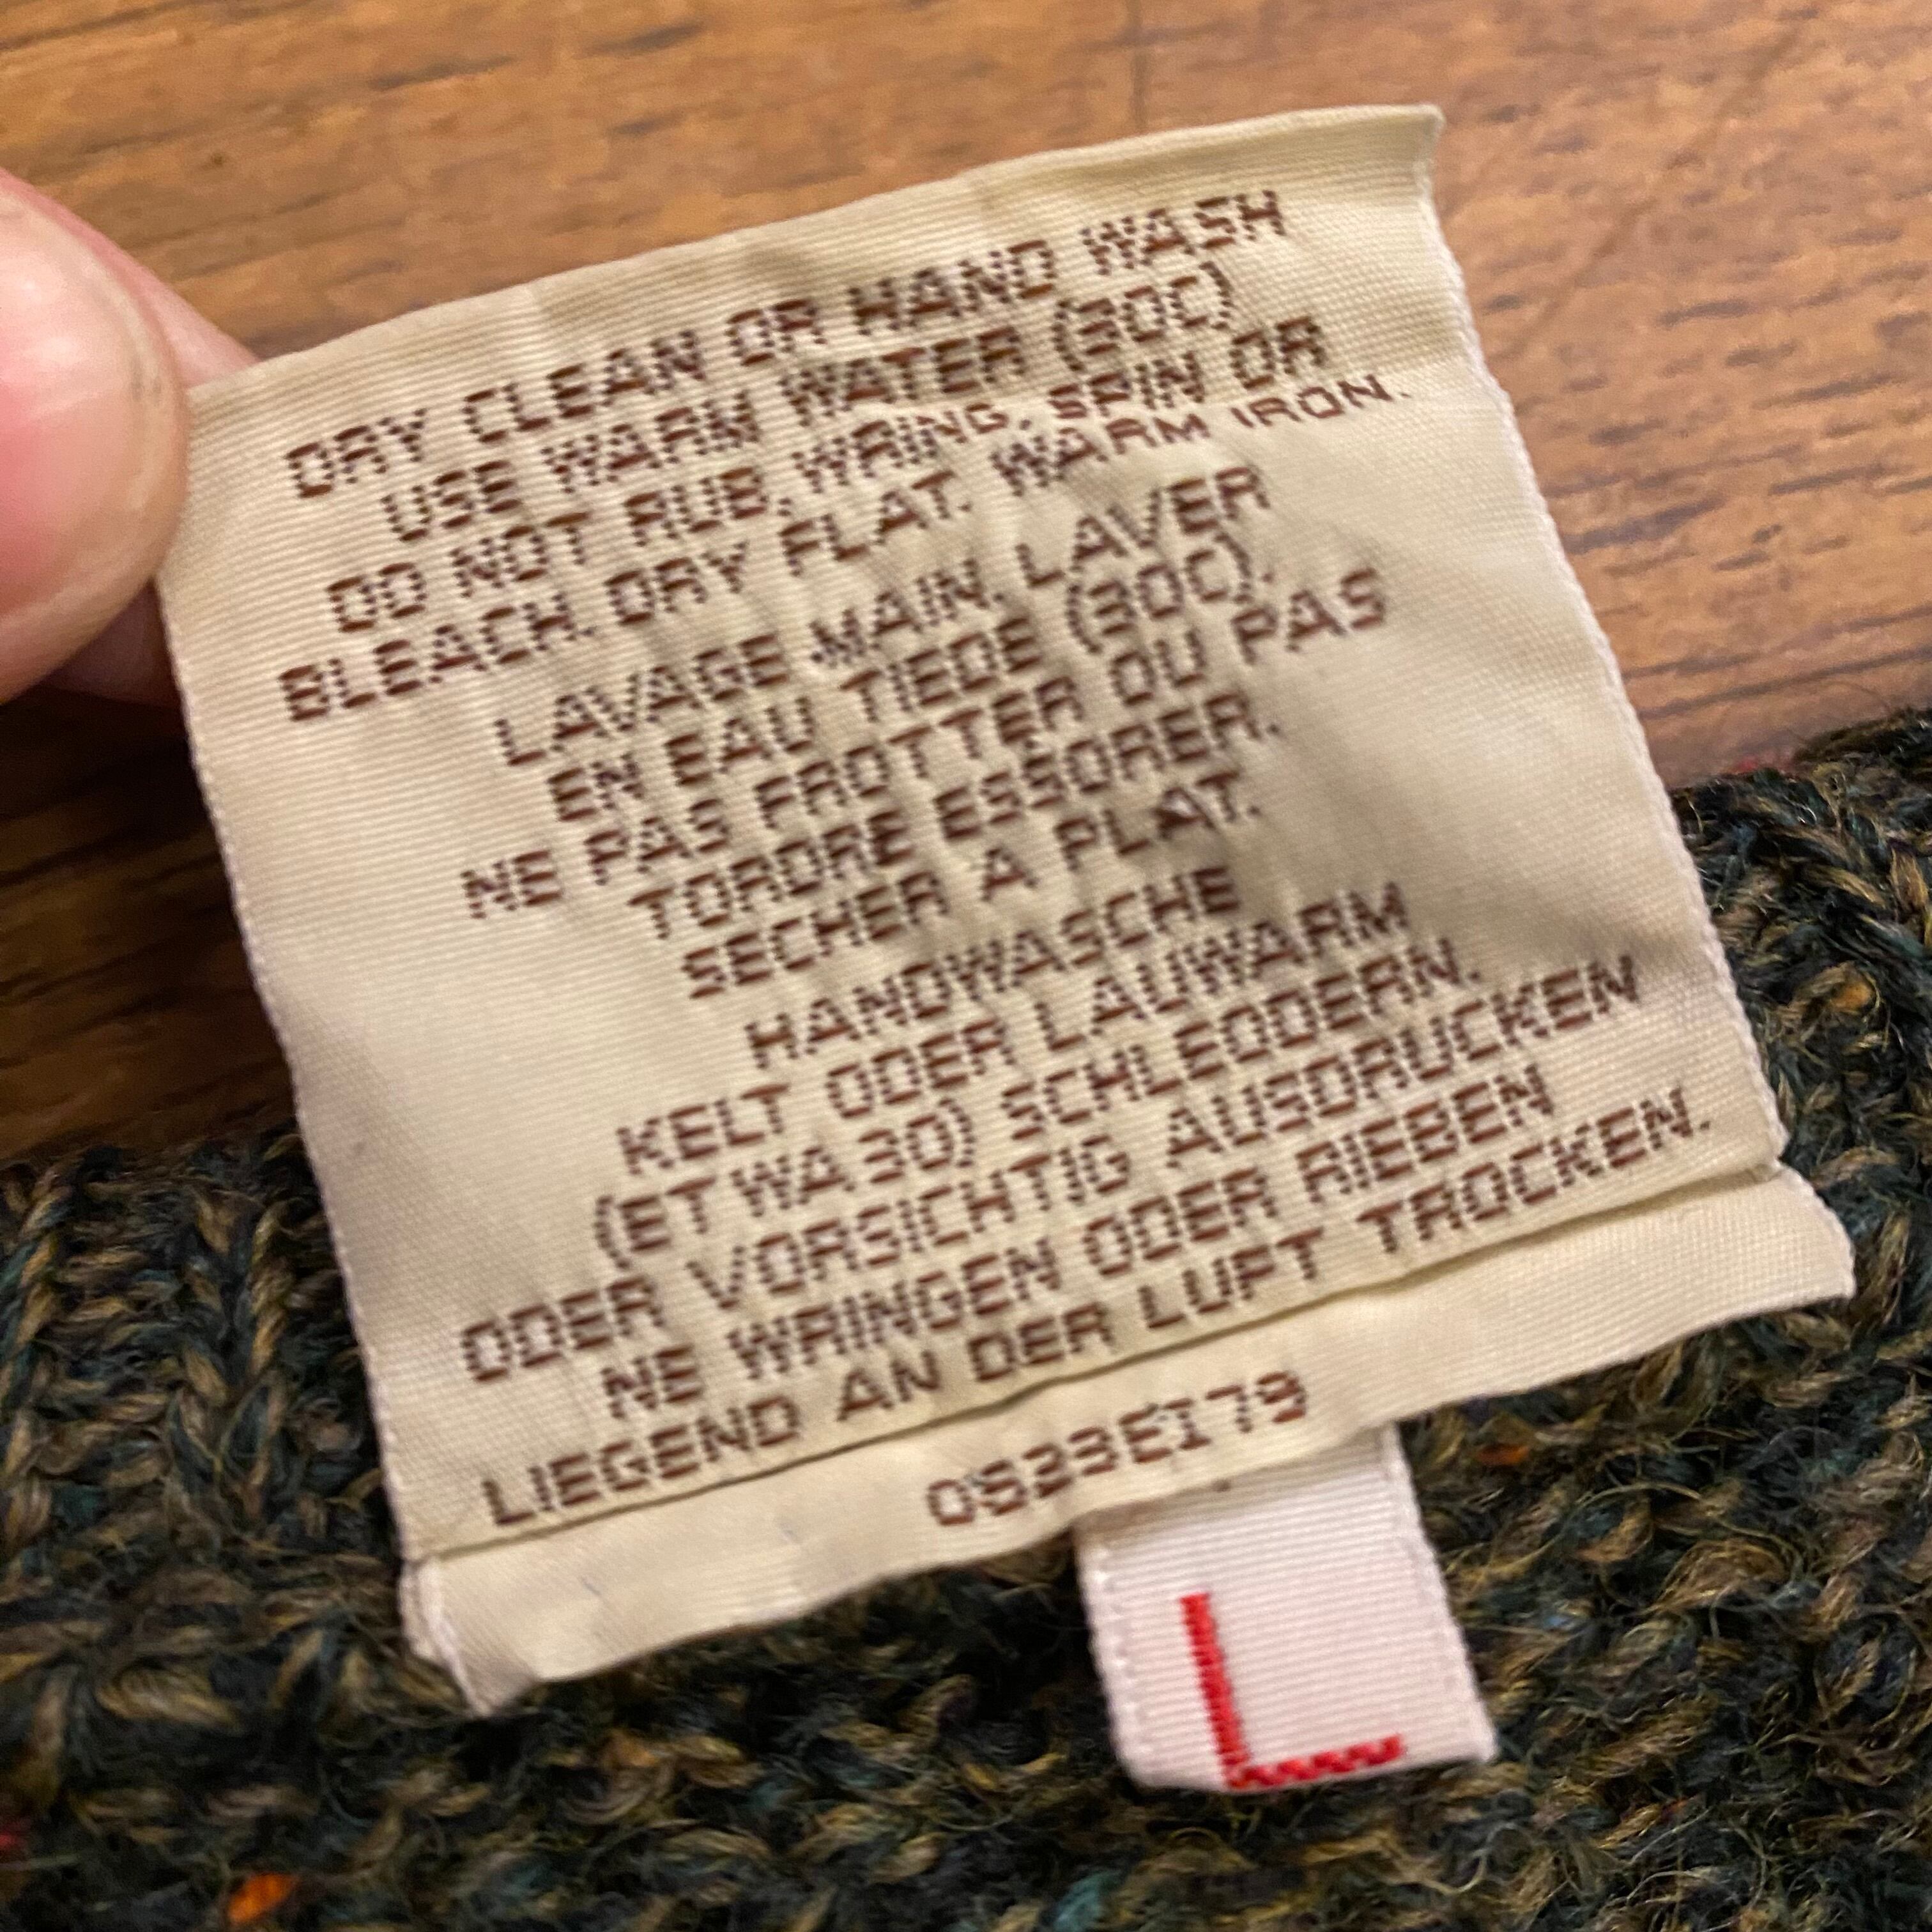 DRY CLEAN OR HAND WASH
USE WARM WATER (30C)
DO NOT RUB, WRING, SPIN OR
BLEACH. DRY FLAT. WARM IRON.
LAVAGE MAIN. LAVER
EN EAU TIEDE (30C).
NE PAS FROTTER OU PAS
TORDRE ESSORER.
SECHER A PLAT.
HANDWASCHE
KELT ODER LAUWARM
(ETWA 30) SCHLEDDERN.
ODER VORSICHTIG AUSDRUCKEN
NE WRINGEN ODER RIEBEN
LIEGEND AN DER LUFT TROCKEN.
0S23EI79
L